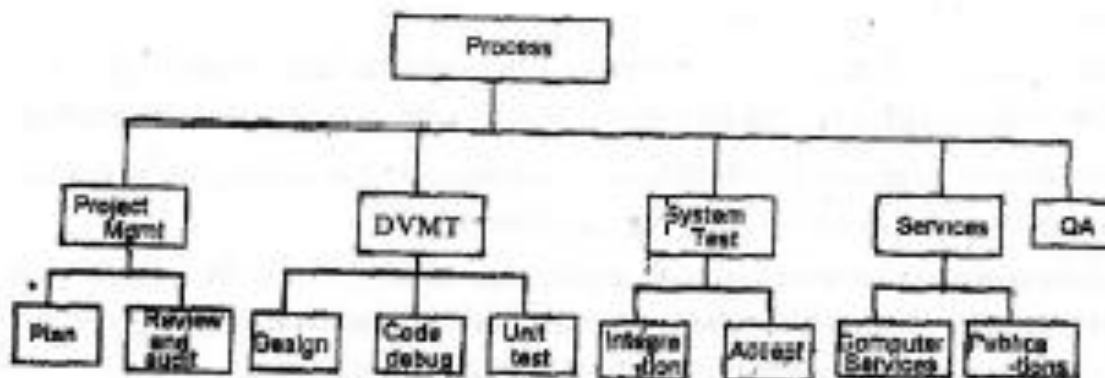 Process
Project
Mgmt
DVMT
System
Test
Services
QA
Plan
Review
and
audit
Design
Code
debug
Unit
test
Integra
-tion
Accept
Computer
Services
Publica
-tions